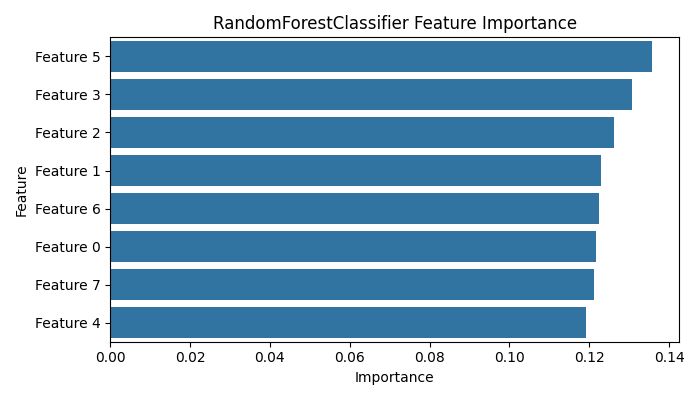 RandomForestClassifier Feature Importance
Feature
Feature 5
Feature 3
Feature 2
Feature 1
Feature 6
Feature 0
Feature 7
Feature 4
0.00 0.02 0.04 0.06 0.08 0.10 0.12 0.14
Importance